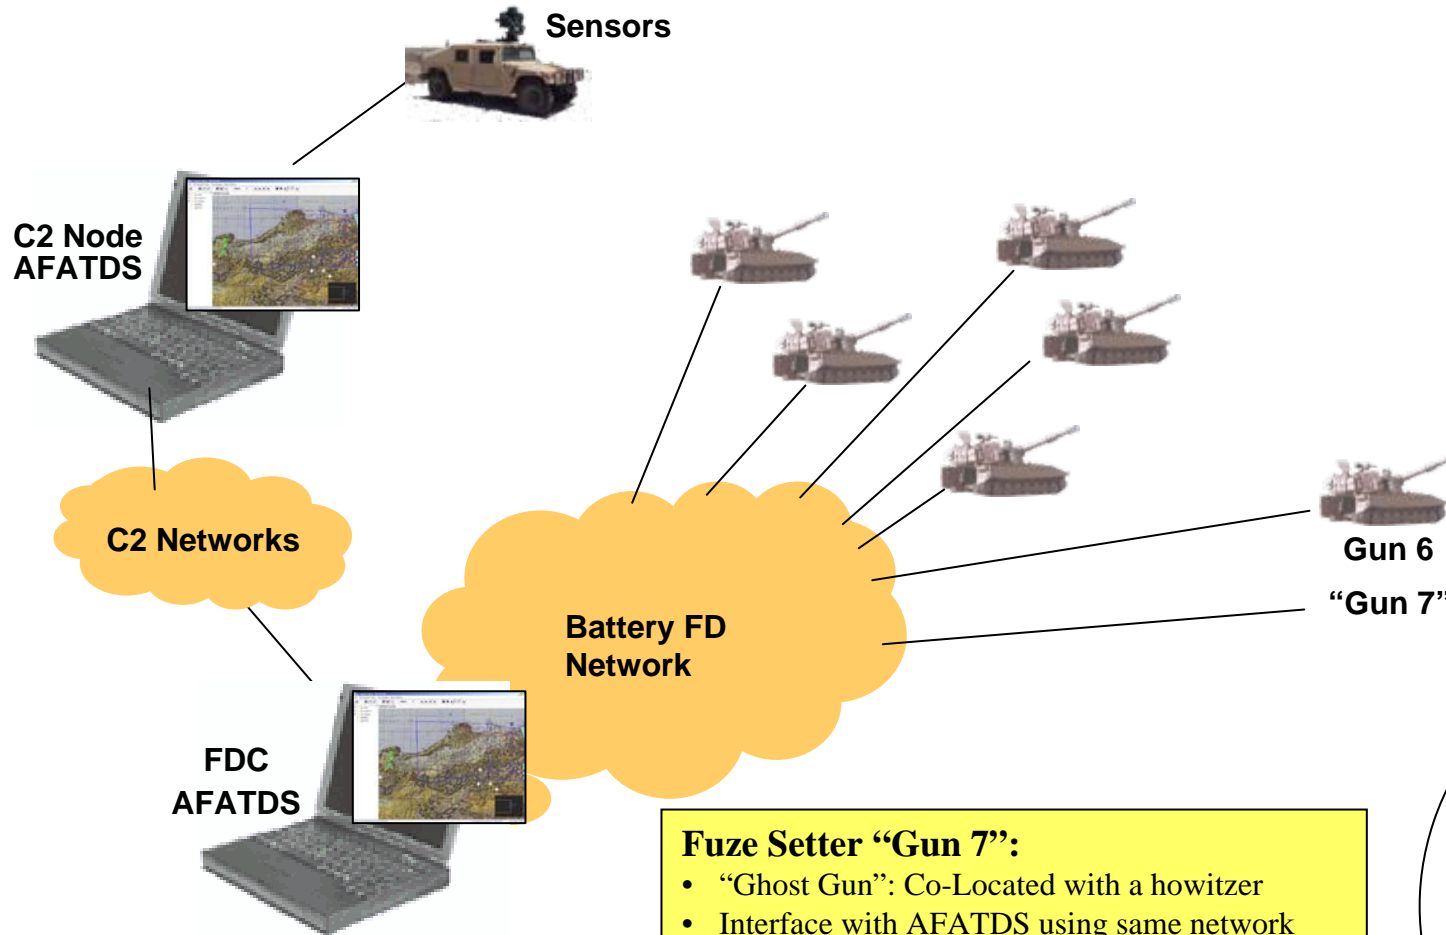 Sensors
C2 Node
AFATDS
C2 Networks
Gun 6
“Gun 7”
Battery FD
Network
FDC
AFATDS
Fuze Setter “Gun 7”:
• “Ghost Gun”: Co-Located with a howitzer
• Interface with AFATDS using same network